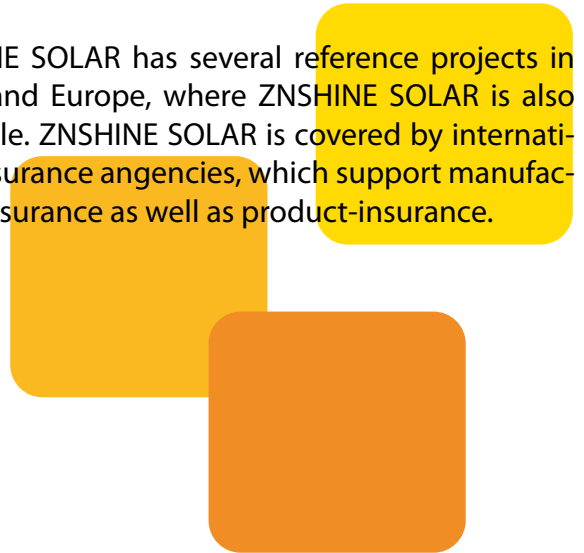 NE SOLAR has several reference projects in
and Europe, where ZNSHINE SOLAR is also
le. ZNSHINE SOLAR is covered by internati-
surance angencies, which support manufac-
surance as well as product-insurance.